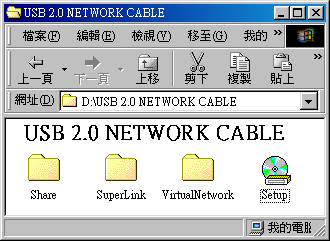 USB 2.0 NETWORK CABLE
檔案(F) 編輯(E) 檢視(V) 移至(G) 我的 »
上一頁 下一頁 上移 剪下 複製 貼上 »
網址(D) D:\USB 2.0 NETWORK CABLE
USB 2.0 NETWORK CABLE
Share SuperLink VirtualNetwork Setup
我的電腦